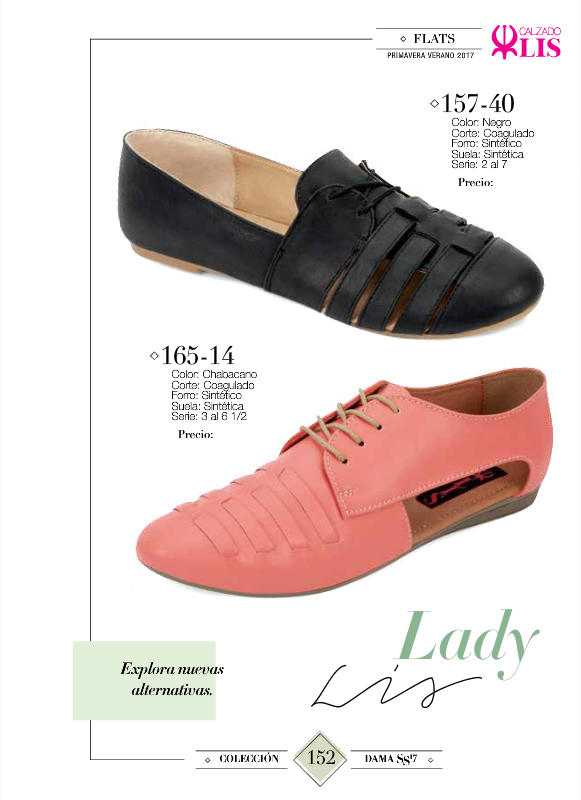 FLATS
PRIMAVERA VERANO 2017
CALZADO
LIS
157-40
Color: Negro
Corte: Coagulado
Forro: Sintético
Suela: Sintética
Serie: 2 al 7
Precio:
165-14
Color: Chabacano
Corte: Coagulado
Forro: Sintético
Suela: Sintética
Serie: 3 al 6 1/2
Precio:
Lady
Lis
Explora nuevas
alternativas.
COLECCIÓN
152
DAMA SS'7